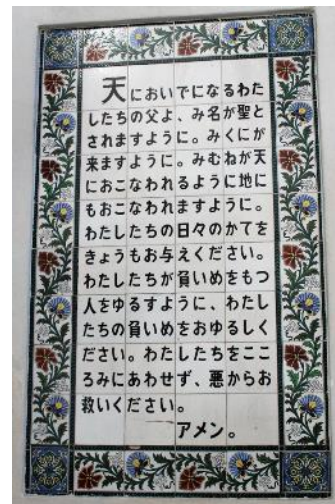 天においでになるわた
したちの父よ、み名が聖と
されますように。みくにが
来ますように。みむねが天
におこなわれるように地に
もおこなわれますように。
わたしたちの日々のかてを
きょうもお与えください。
わたしたちが負いめをもつ
人をゆるすように、わたし
たちの負いめをおゆるしく
ださい。わたしたちをここ
ろみにあわせず、悪からお
救いください。
アメン。